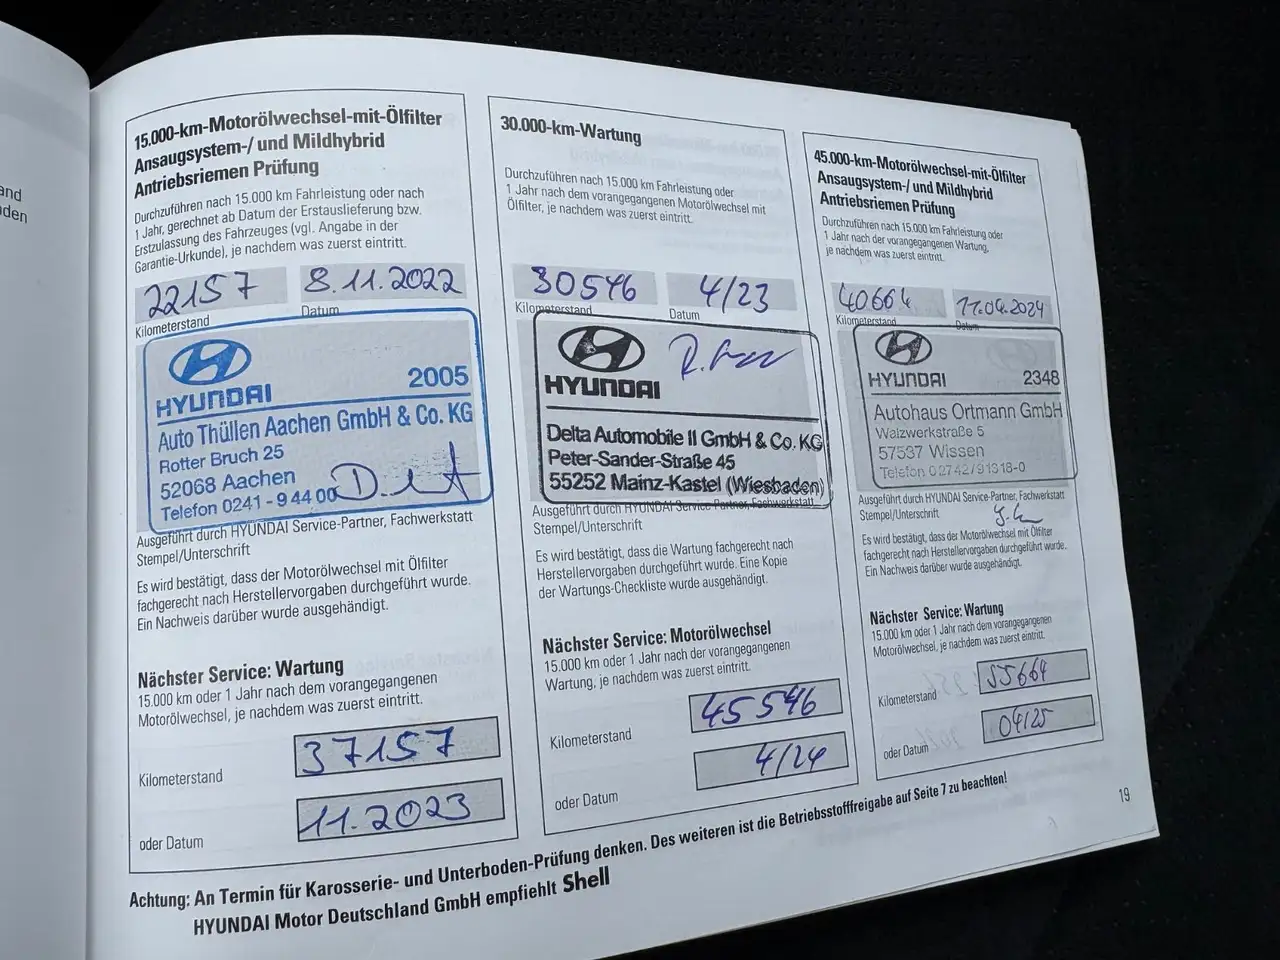 15.000-km-Motorölwechsel-mit-Ölfilter
Ansaugsystem-/ und Mildhybrid
Antriebsriemen Prüfung
Durchzuführen nach 15.000 km Fahrleistung oder nach
1 Jahr, gerechnet ab Datum der Erstauslieferung bzw.
Erstzulassung des Fahrzeuges (vgl. Angabe in der
Garantie-Urkunde), je nachdem was zuerst eintritt.
22157 8.11.2022
Kilometerstand Datum
HYUNDAI 2005
Auto Thüllen Aachen GmbH & Co. KG
Rotter Bruch 25
52068 Aachen
Telefon 0241 - 9 44 00
Ausgeführt durch HYUNDAI Service-Partner, Fachwerkstatt
Stempel/Unterschrift
Es wird bestätigt, dass der Motorölwechsel mit Ölfilter
fachgerecht nach Herstellervorgaben durchgeführt wurde.
Ein Nachweis darüber wurde ausgehändigt.
Nächster Service: Wartung
15.000 km oder 1 Jahr nach dem vorangegangenen
Motorölwechsel, je nachdem was zuerst eintritt.
Kilometerstand 37157
oder Datum 11.2023
30.000-km-Wartung
Durchzuführen nach 15.000 km Fahrleistung oder
1 Jahr nach dem vorangegangenen Motorölwechsel mit
Ölfilter, je nachdem was zuerst eintritt.
30546 4/23
Kilometerstand Datum
HYUNDAI
Delta Automobile II GmbH & Co. KG
Peter-Sander-Straße 45
55252 Mainz-Kastel (Wiesbaden)
Ausgeführt durch HYUNDAI Service-Partner, Fachwerkstatt
Stempel/Unterschrift
Es wird bestätigt, dass die Wartung fachgerecht nach
Herstellervorgaben durchgeführt wurde. Eine Kopie
der Wartungs-Checkliste wurde ausgehändigt.
Nächster Service: Motorölwechsel
15.000 km oder 1 Jahr nach dem vorangegangenen
Wartung, je nachdem was zuerst eintritt.
Kilometerstand 45546
oder Datum 4/24
45.000-km-Motorölwechsel-mit-Ölfilter
Ansaugsystem-/ und Mildhybrid
Antriebsriemen Prüfung
Durchzuführen nach 15.000 km Fahrleistung oder
1 Jahr nach der vorangegangenen Wartung,
je nachdem was zuerst eintritt.
40664 11.04.2024
Kilometerstand Datum
HYUNDAI 2348
Autohaus Ortmann GmbH
Walzwerkstraße 5
57537 Wissen
Telefon 02742/91318-0
Ausgeführt durch HYUNDAI Service-Partner, Fachwerkstatt
Stempel/Unterschrift
Es wird bestätigt, dass der Motorölwechsel mit Ölfilter
fachgerecht nach Herstellervorgaben durchgeführt wurde.
Ein Nachweis darüber wurde ausgehändigt.
Nächster Service: Wartung
15.000 km oder 1 Jahr nach dem vorangegangenen
Motorölwechsel, je nachdem was zuerst eintritt.
Kilometerstand 55664
oder Datum 04/25
Achtung: An Termin für Karosserie- und Unterboden-Prüfung denken. Des weiteren ist die Betriebsstofffreigabe auf Seite 7 zu beachten!
HYUNDAI Motor Deutschland GmbH empfiehlt Shell
19